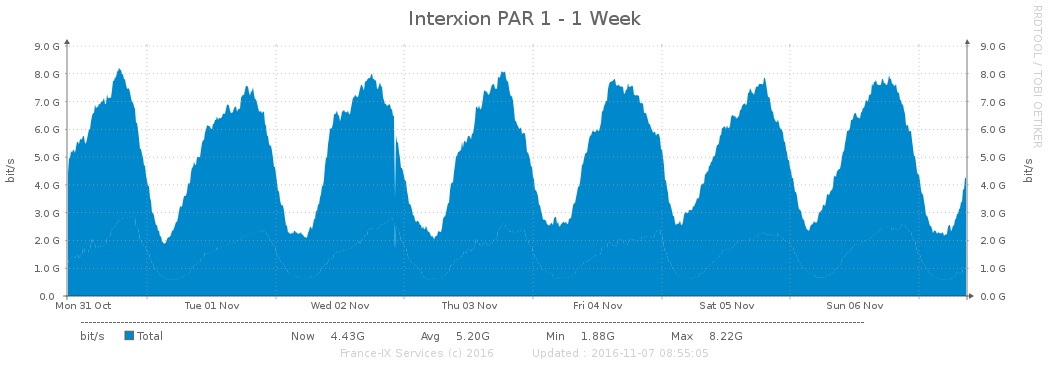 Interxion PAR 1 - 1 Week
RRDTOOL / TOBI OETIKER
9.0 G 9.0 G
8.0 G 8.0 G
7.0 G 7.0 G
6.0 G 6.0 G
5.0 G 5.0 G
4.0 G 4.0 G
3.0 G 3.0 G
2.0 G 2.0 G
1.0 G 1.0 G
0.0 0.0 G
bit/s bit/s
Mon 31 Oct Tue 01 Nov Wed 02 Nov Thu 03 Nov Fri 04 Nov Sat 05 Nov Sun 06 Nov
bit/s Total Now 4.43G Avg 5.20G Min 1.88G Max 8.22G
France-IX Services (c) 2016 Updated : 2016-11-07 08:55:05